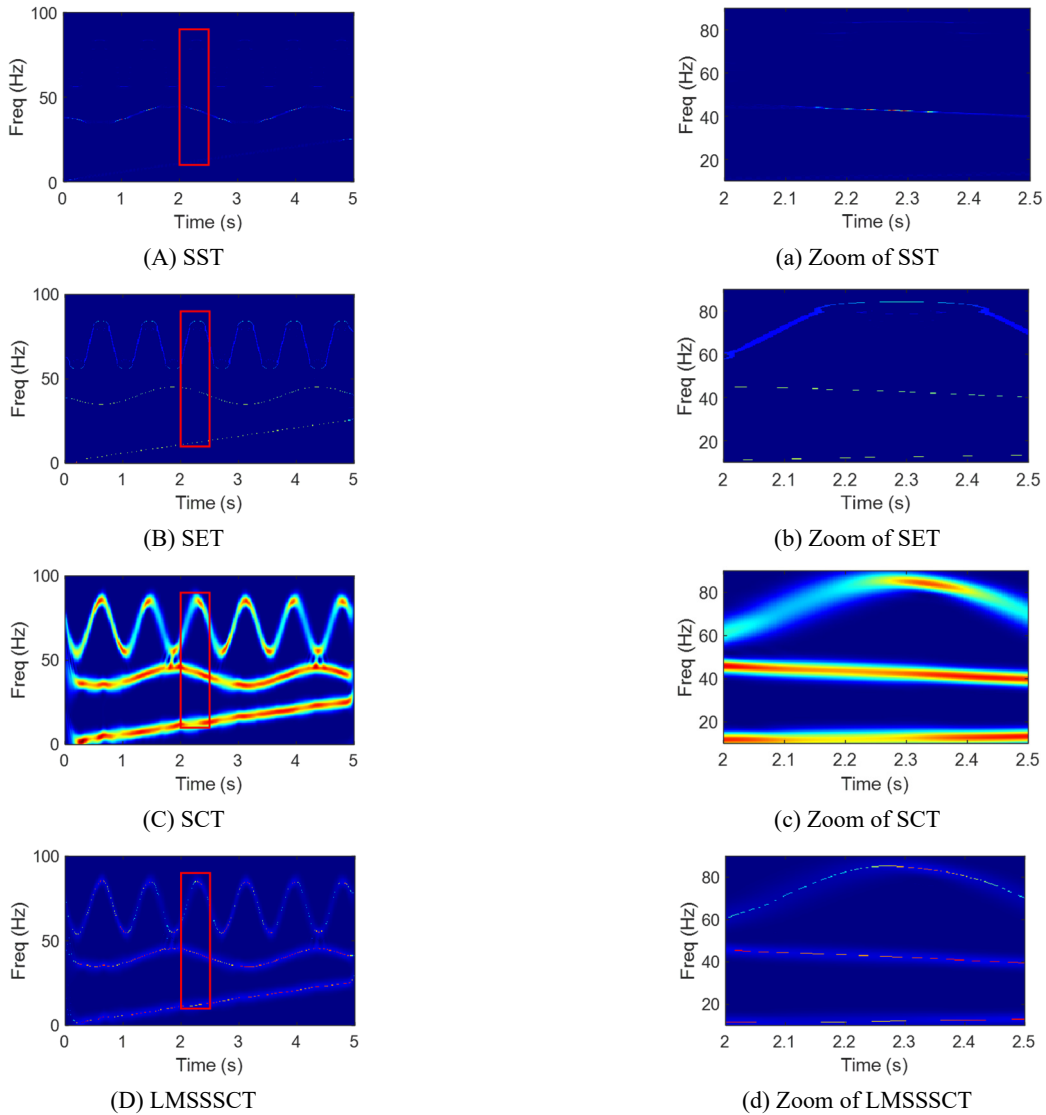 100
50
0
Freq (Hz)
0 1 2 3 4 5
Time (s)
(A) SST
80
60
40
20
Freq (Hz)
2 2.1 2.2 2.3 2.4 2.5
Time (s)
(a) Zoom of SST
100
50
0
Freq (Hz)
0 1 2 3 4 5
Time (s)
(B) SET
80
60
40
20
Freq (Hz)
2 2.1 2.2 2.3 2.4 2.5
Time (s)
(b) Zoom of SET
100
50
0
Freq (Hz)
0 1 2 3 4 5
Time (s)
(C) SCT
80
60
40
20
Freq (Hz)
2 2.1 2.2 2.3 2.4 2.5
Time (s)
(c) Zoom of SCT
100
50
0
Freq (Hz)
0 1 2 3 4 5
Time (s)
(D) LMSSSCT
80
60
40
20
Freq (Hz)
2 2.1 2.2 2.3 2.4 2.5
Time (s)
(d) Zoom of LMSSSCT